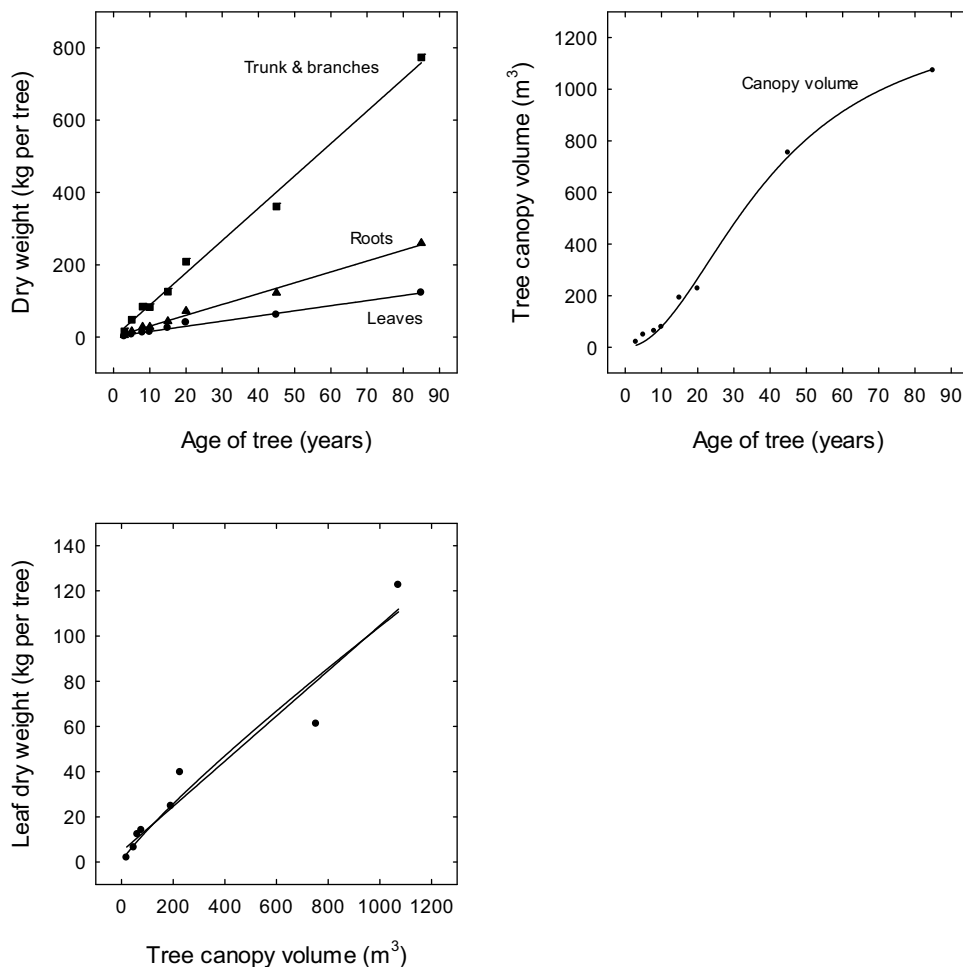 800
600
400
200
0
Dry weight (kg per tree)
Trunk & branches
Roots
Leaves
0 10 20 30 40 50 60 70 80 90
Age of tree (years)
1200
1000
800
600
400
200
0
Tree canopy volume (m³)
Canopy volume
0 10 20 30 40 50 60 70 80 90
Age of tree (years)
140
120
100
80
60
40
20
0
Leaf dry weight (kg per tree)
0 200 400 600 800 1000 1200
Tree canopy volume (m³)